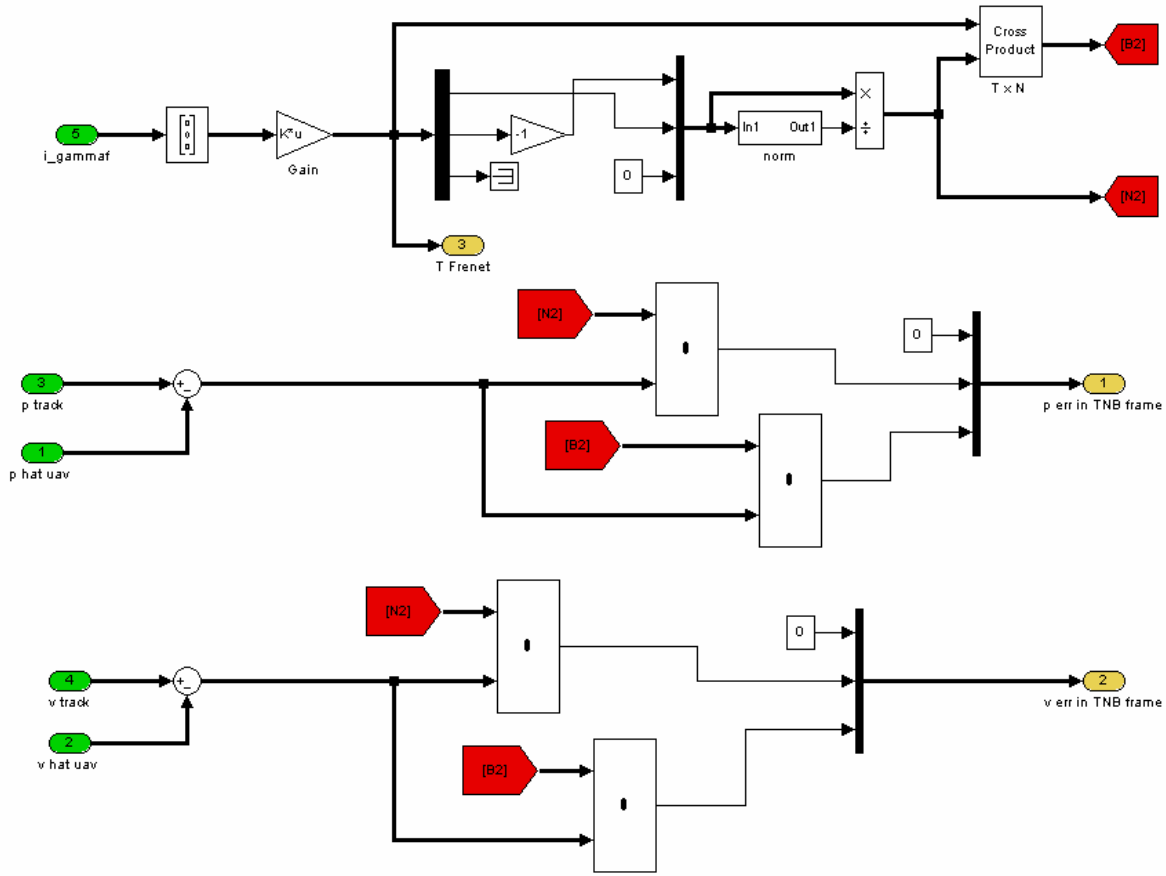 Cross
Product
T x N
[B2]
5
i_gammaf
K*u
Gain
-1
0
In1
Out1
norm
×
÷
[N2]
3
T Frenet
[N2]
0
3
p track
+
−
1
p err in TNB frame
1
p hat uav
[B2]
[N2]
0
4
v track
+
−
2
v err in TNB frame
2
v hat uav
[B2]